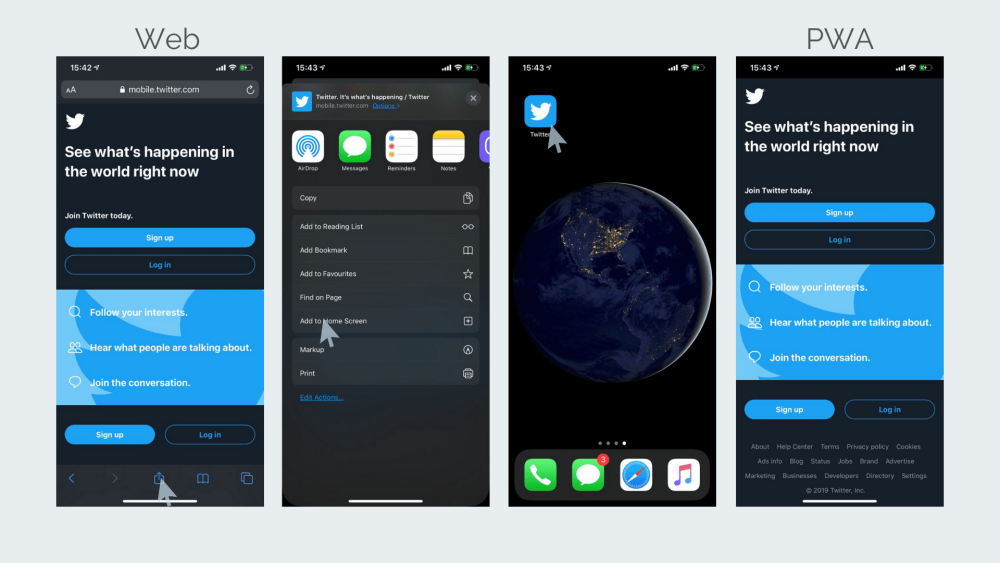 Web
PWA
15:42
AA
mobile.twitter.com
See what's happening in
the world right now
Join Twitter today.
Sign up
Log in
Follow your interests.
Hear what people are talking about.
Join the conversation.
Sign up
Log in
15:43
Twitter. It's what's happening / Twitter
mobile.twitter.com Options >
AirDrop
Messages
Reminders
Notes
Copy
Add to Reading List
Add Bookmark
Add to Favourites
Find on Page
Add to Home Screen
Markup
Print
Edit Actions...
15:43
Twitter
3
15:43
See what's happening in
the world right now
Join Twitter today.
Sign up
Log in
Follow your interests.
Hear what people are talking about.
Join the conversation.
Sign up
Log in
About Help Center Terms Privacy policy Cookies
Ads info Blog Status Jobs Brand Advertise
Marketing Businesses Developers Directory Settings
© 2019 Twitter, Inc.